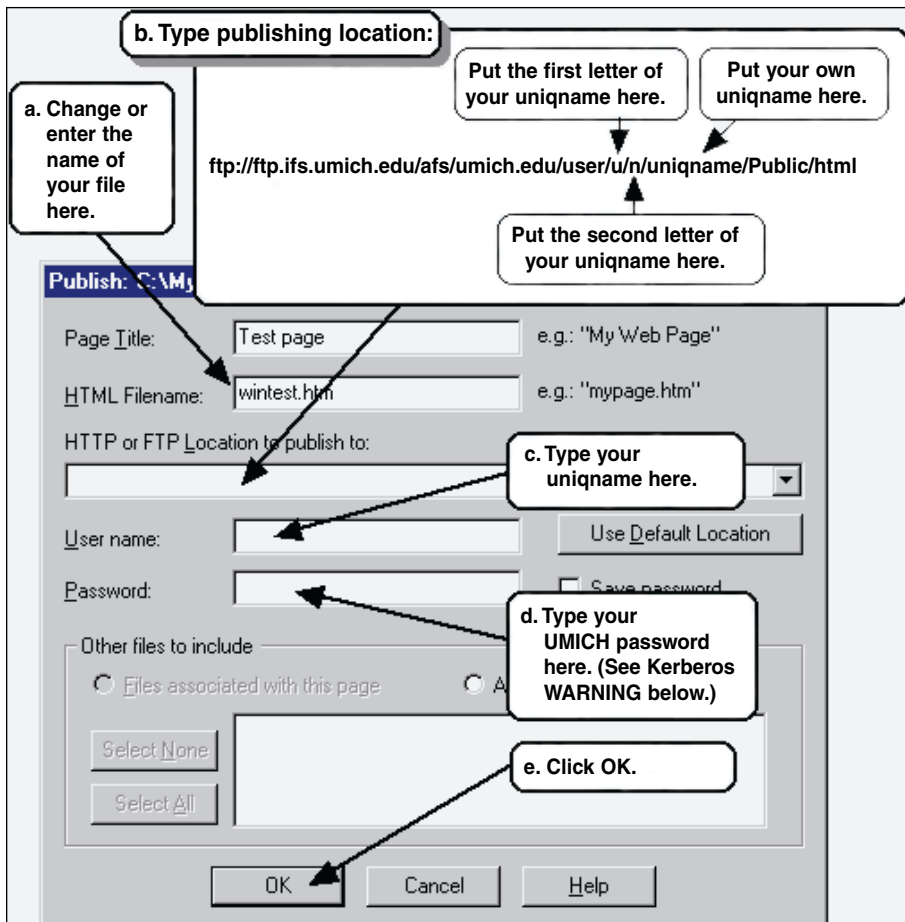 b. Type publishing location:
Put the first letter of
your uniqname here.
Put your own
uniqname here.
a. Change or
enter the
name of
your file
here.
ftp://ftp.ifs.umich.edu/afs/umich.edu/user/u/n/uniqname/Public/html
Put the second letter of
your uniqname here.
Publish: C:\My
Page Title:
Test page
e.g.: "My Web Page"
HTML Filename:
wintest.htm
e.g.: "mypage.htm"
HTTP or FTP Location to publish to:
c. Type your
uniqname here.
User name:
Use Default Location
Password:
Save password
d. Type your
UMICH password
here. (See Kerberos
WARNING below.)
Other files to include
Files associated with this page
A
Select None
e. Click OK.
Select All
OK
Cancel
Help